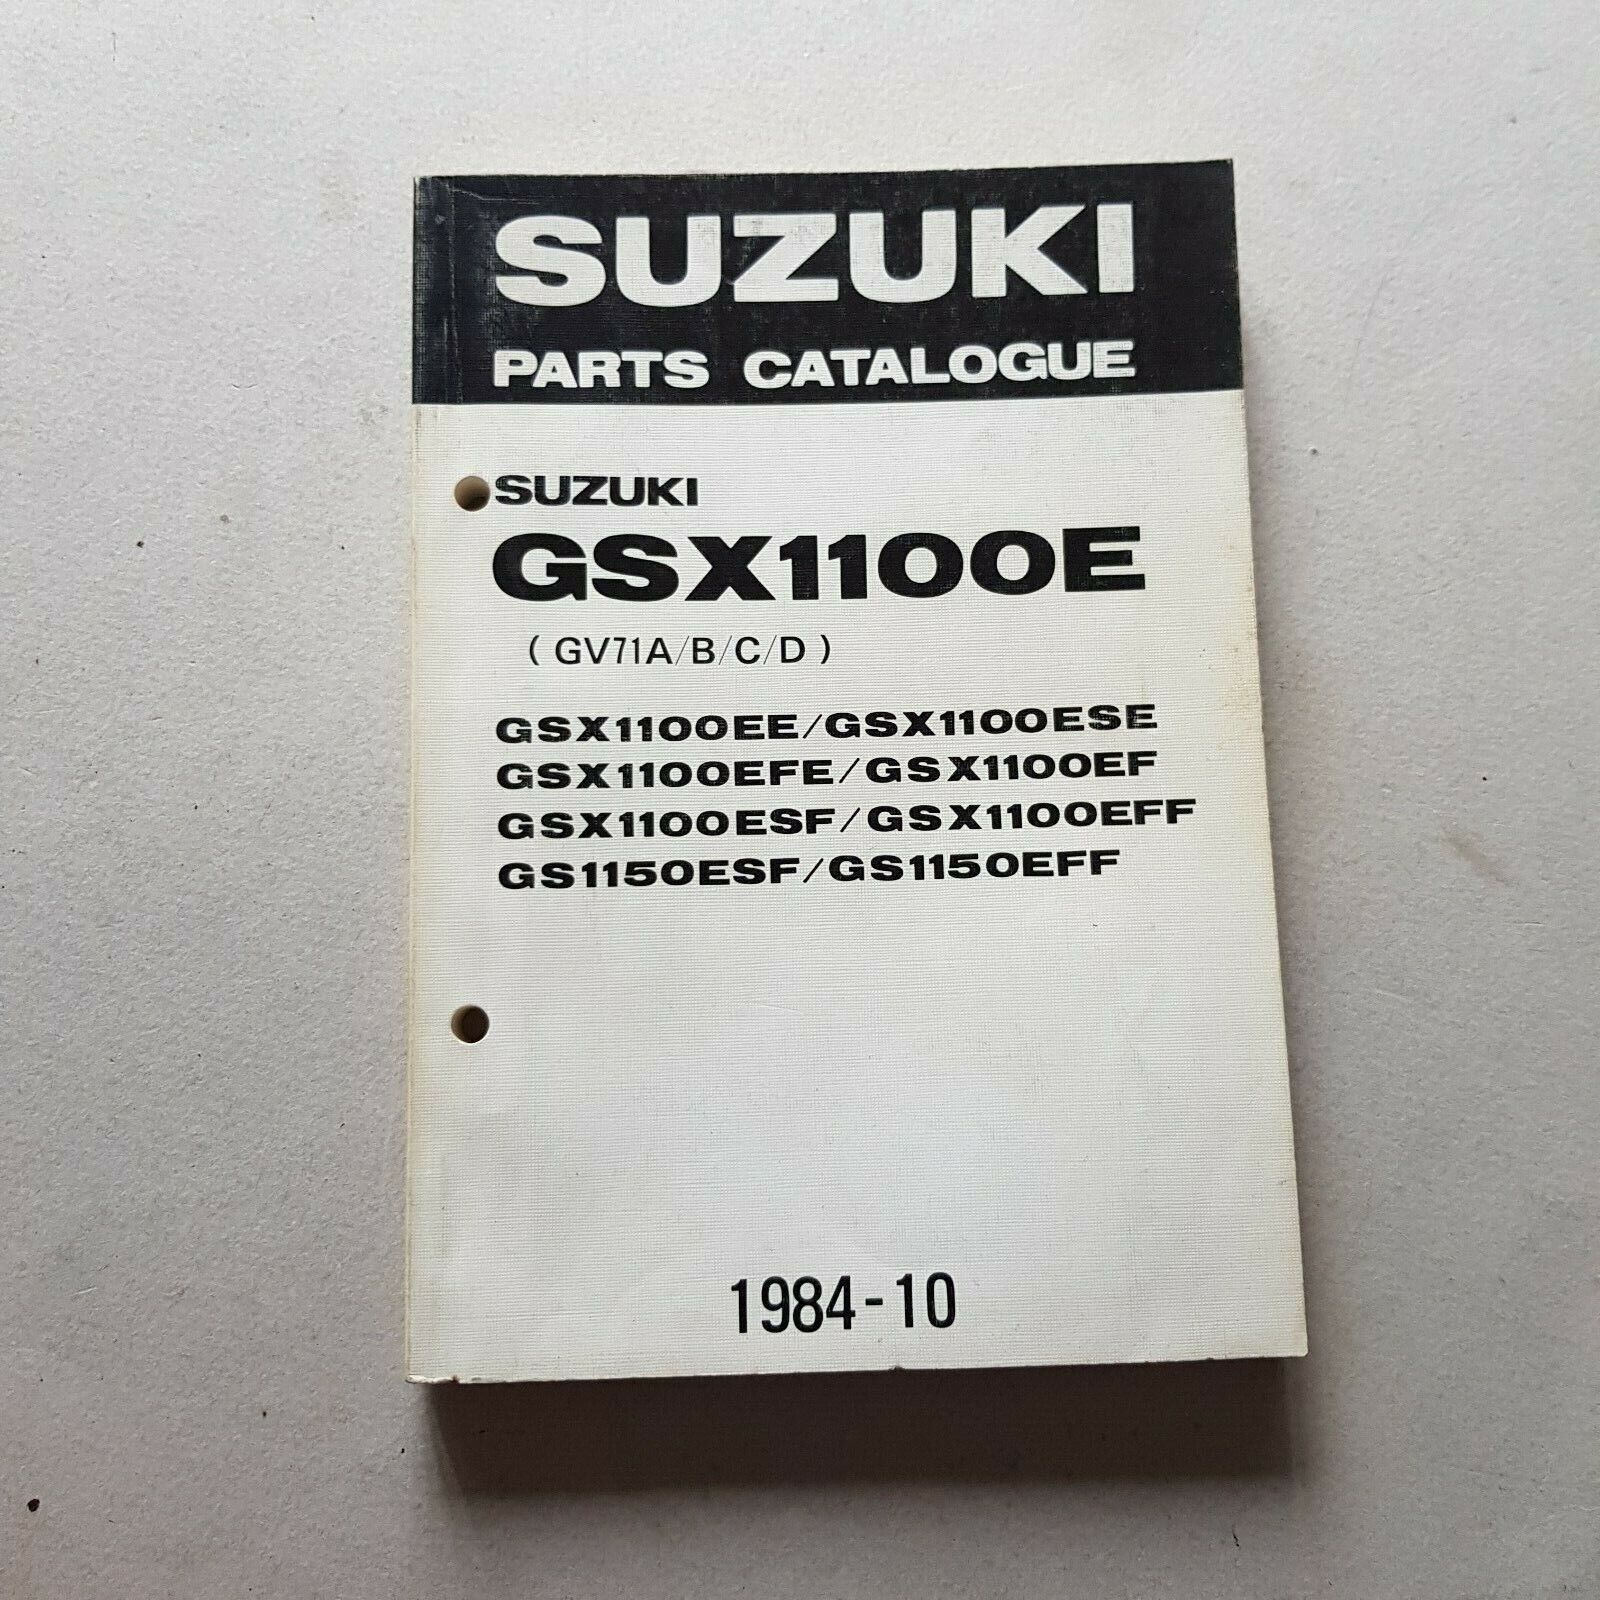 SUZUKI
PARTS CATALOGUE
SUZUKI
GSX1100E
( GV71A/B/C/D )
GSX1100EE/GSX1100ESE
GSX1100EFE/GSX1100EF
GSX1100ESF/GSX1100EFF
GS1150ESF/GS1150EFF
1984-10